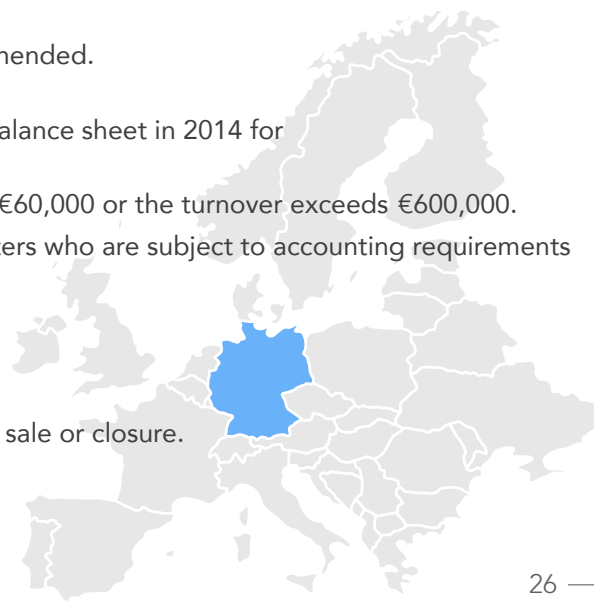 nended.
alance sheet in 2014 for
€60,000 or the turnover exceeds €600,000.
ters who are subject to accounting requirements
sale or closure.
26